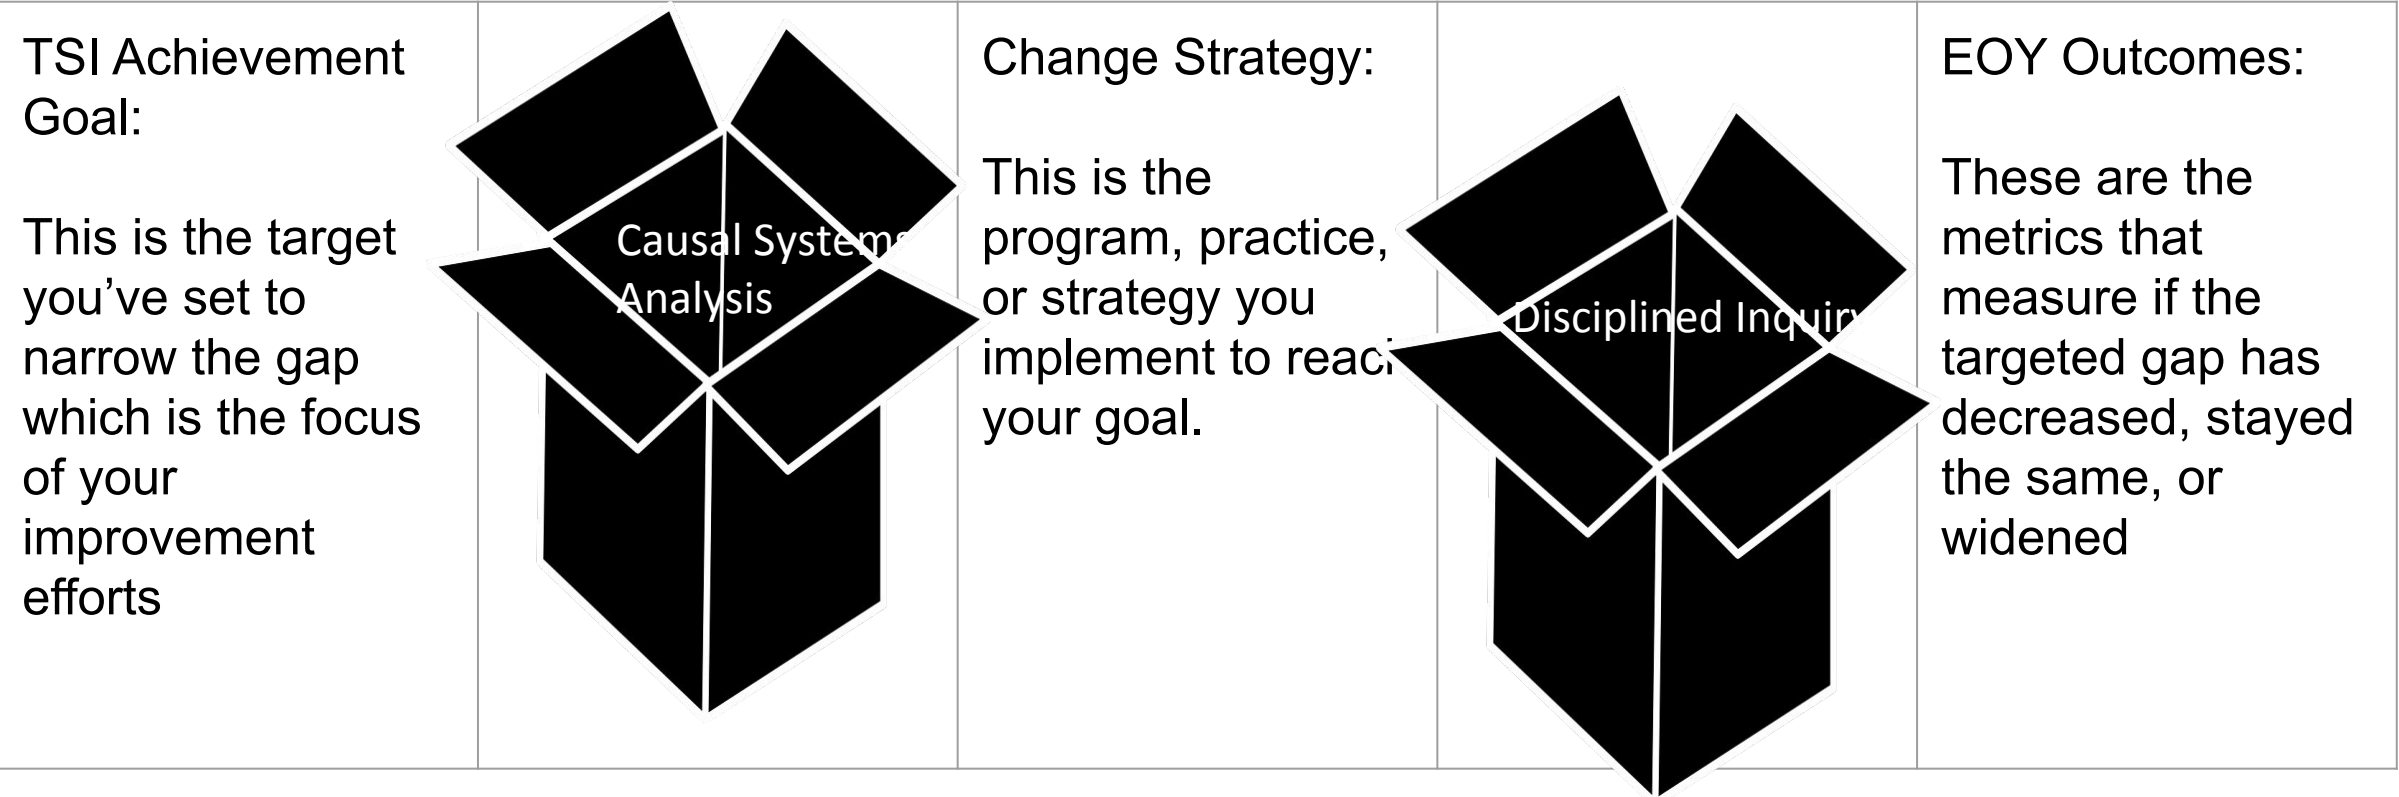 TSI Achievement
Goal:
This is the target
you’ve set to
narrow the gap
which is the focus
of your
improvement
efforts
Causal Systems
Analysis
Change Strategy:
This is the
program, practice,
or strategy you
implement to reach
your goal.
Disciplined Inquiry
EOY Outcomes:
These are the
metrics that
measure if the
targeted gap has
decreased, stayed
the same, or
widened